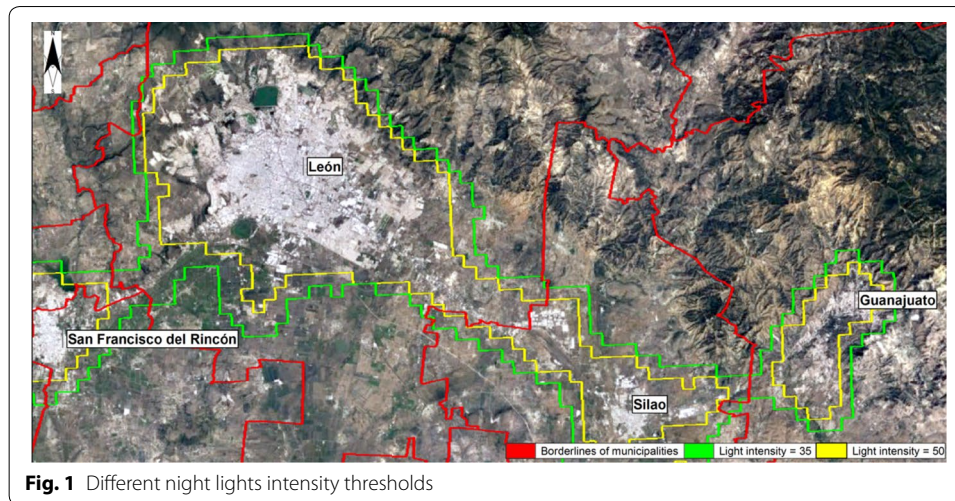 León
Guanajuato
San Francisco del Rincón
Silao
Borderlines of municipalities Light intensity = 35 Light intensity = 50
Fig. 1 Different night lights intensity thresholds